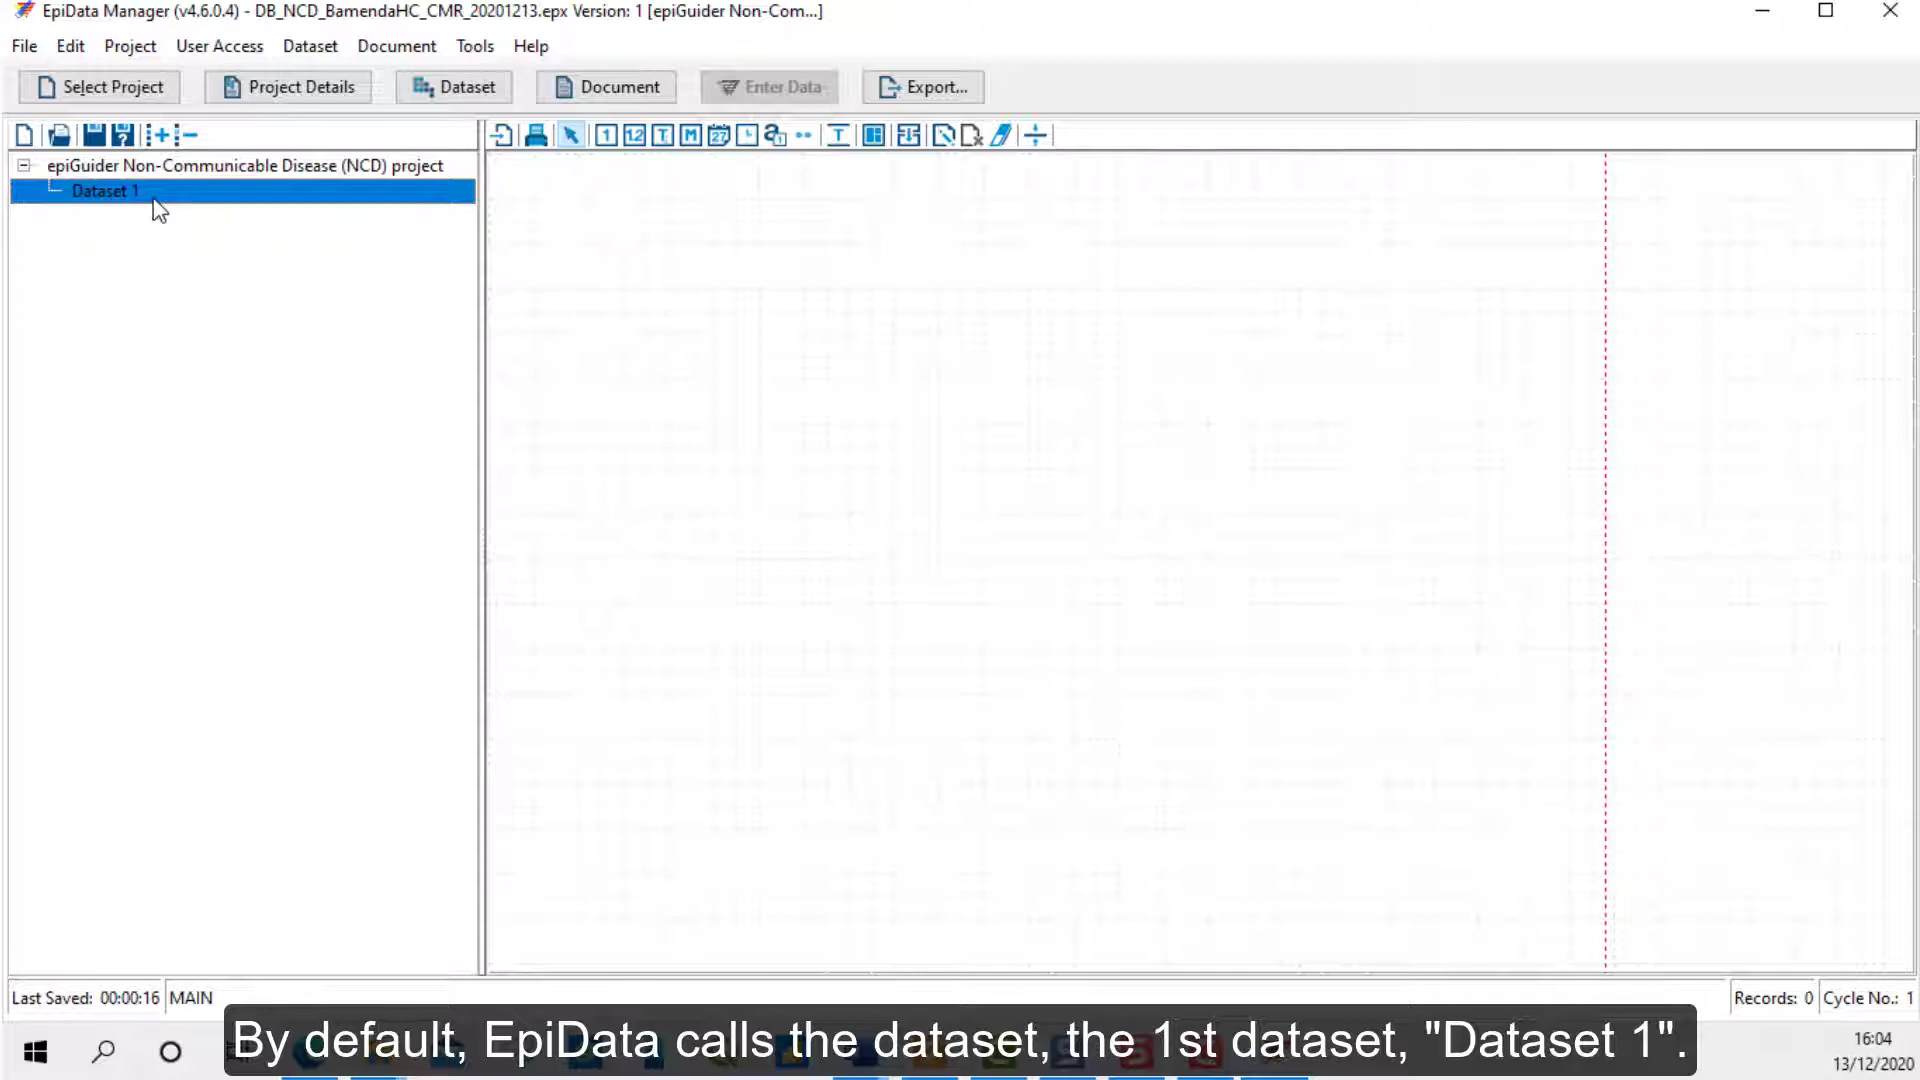 EpiData Manager (v4.6.0.4) - DB_NCD_BamendaHC_CMR_20201213.epx Version: 1 [epiGuider Non-Com...]
File Edit Project User Access Dataset Document Tools Help
Select Project Project Details Dataset Document Enter Data Export...
1 12 T M 27 T
epiGuider Non-Communicable Disease (NCD) project
Dataset 1
Last Saved: 00:00:16 MAIN Records: 0 Cycle No.: 1
By default, EpiData calls the dataset, the 1st dataset, "Dataset 1".
16:04
13/12/2020